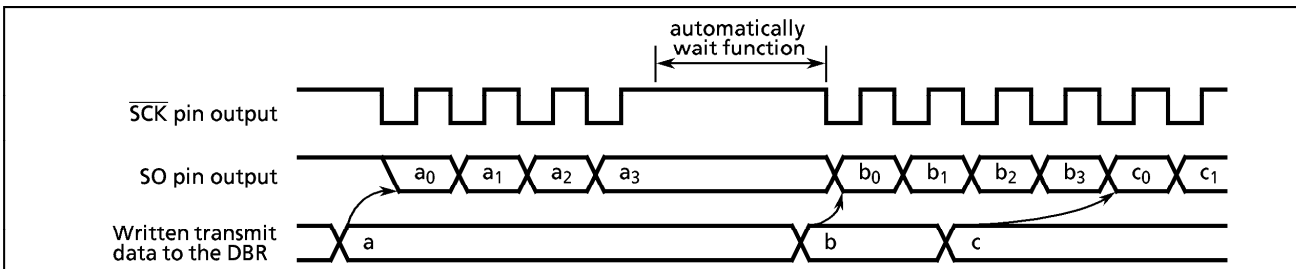 automatically
wait function
S̅C̅K̅ pin output
SO pin output
a0 a1 a2 a3 b0 b1 b2 b3 c0 c1
Written transmit
data to the DBR
a b c